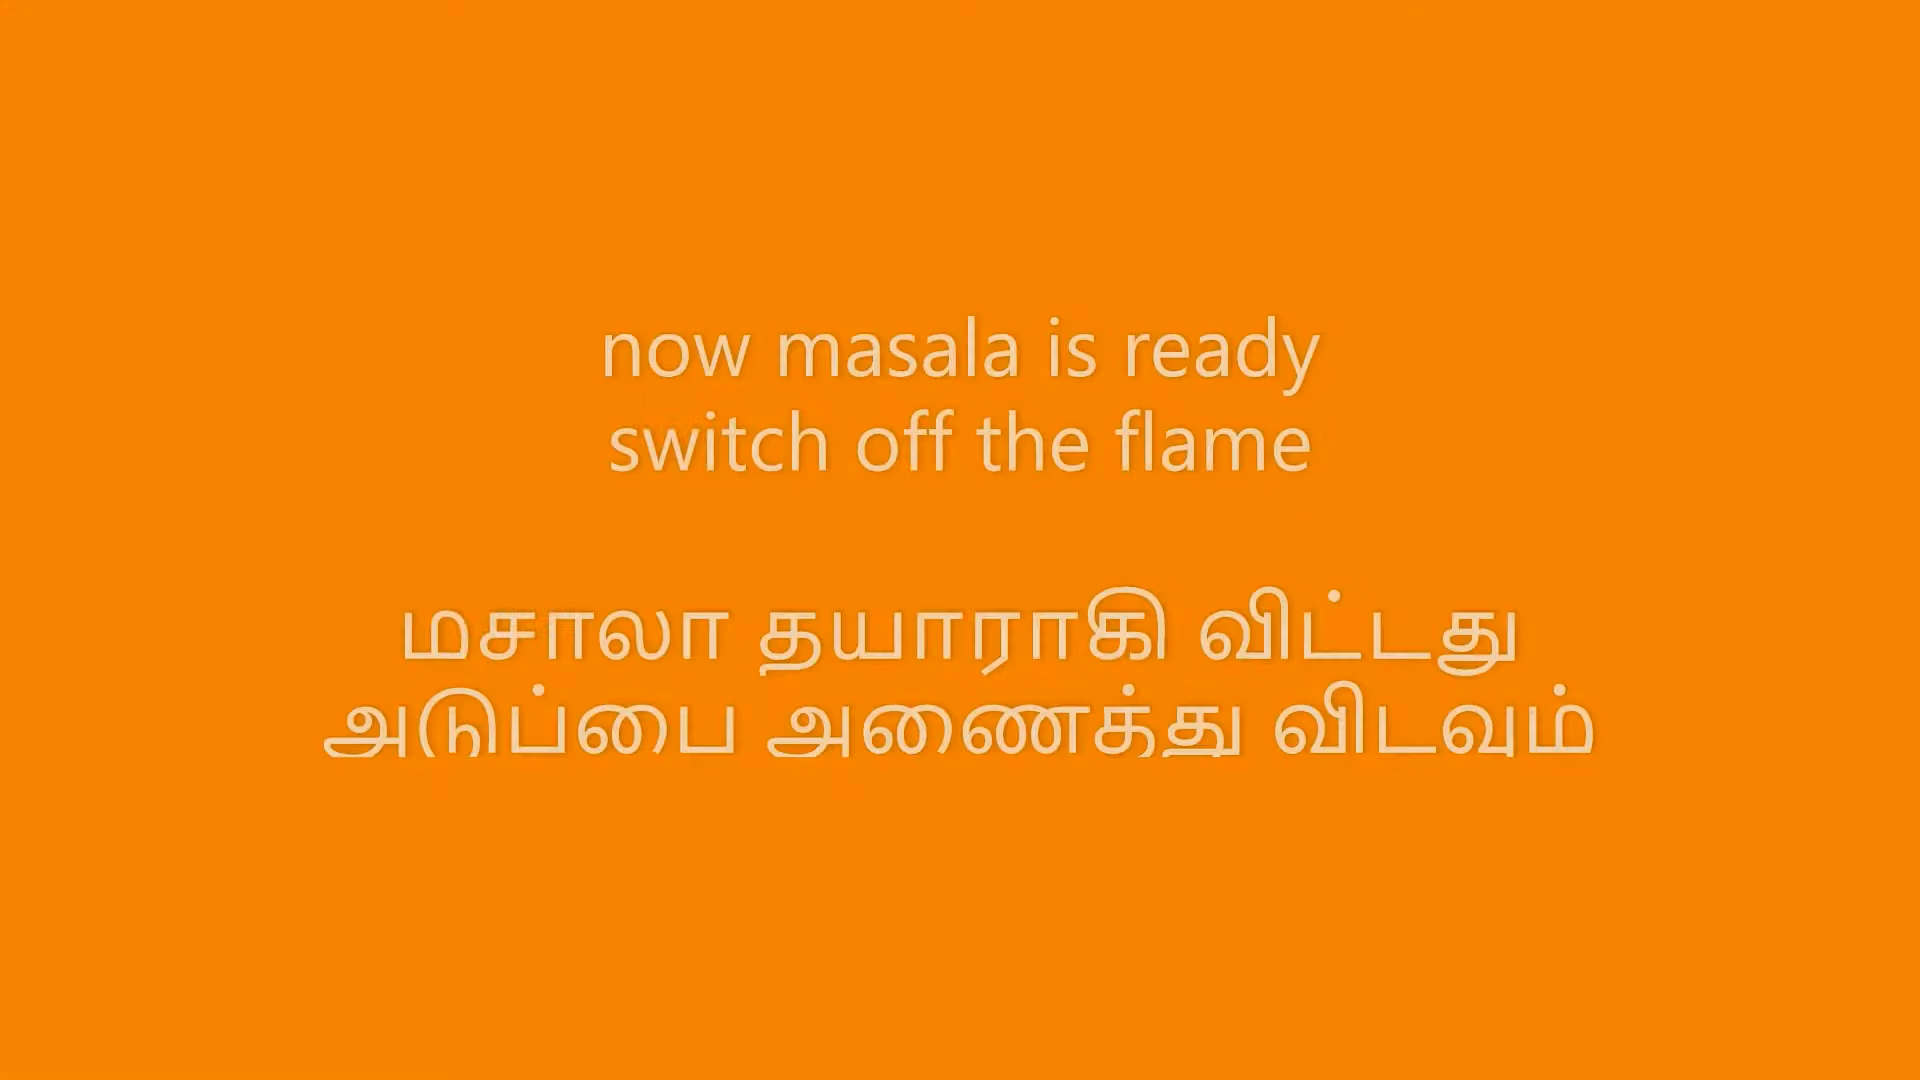 now masala is ready
switch off the flame
மசாலா தயாராகி விட்டது
அடுப்பை அணைத்து விடவும்